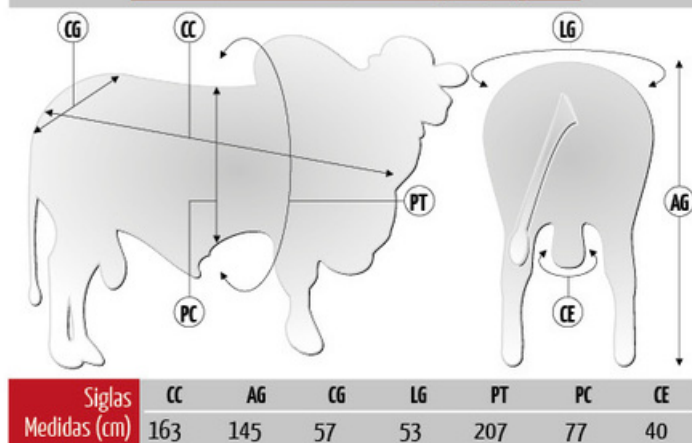 CG CC LG
PT AG
PC CE
Siglas CC AG CG LG PT PC CE
Medidas (cm) 163 145 57 53 207 77 40